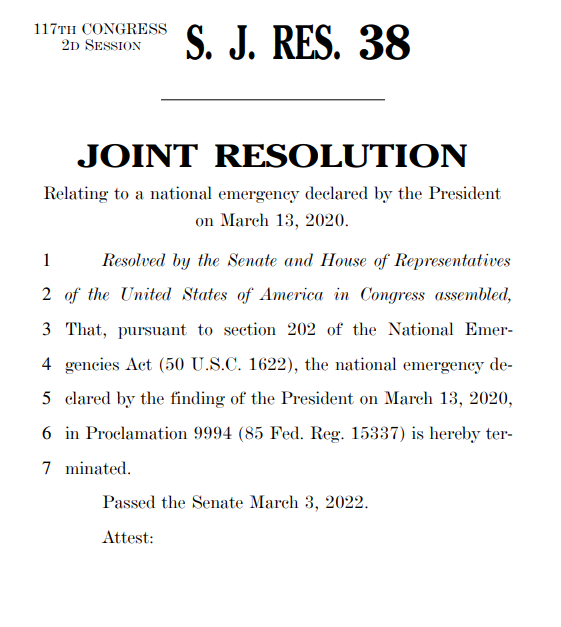 117TH CONGRESS
2D SESSION
S. J. RES. 38
JOINT RESOLUTION
Relating to a national emergency declared by the President
on March 13, 2020.
1 Resolved by the Senate and House of Representatives
2 of the United States of America in Congress assembled,
3 That, pursuant to section 202 of the National Emer-
4 gencies Act (50 U.S.C. 1622), the national emergency de-
5 clared by the finding of the President on March 13, 2020,
6 in Proclamation 9994 (85 Fed. Reg. 15337) is hereby ter-
7 minated.
Passed the Senate March 3, 2022.
Attest: